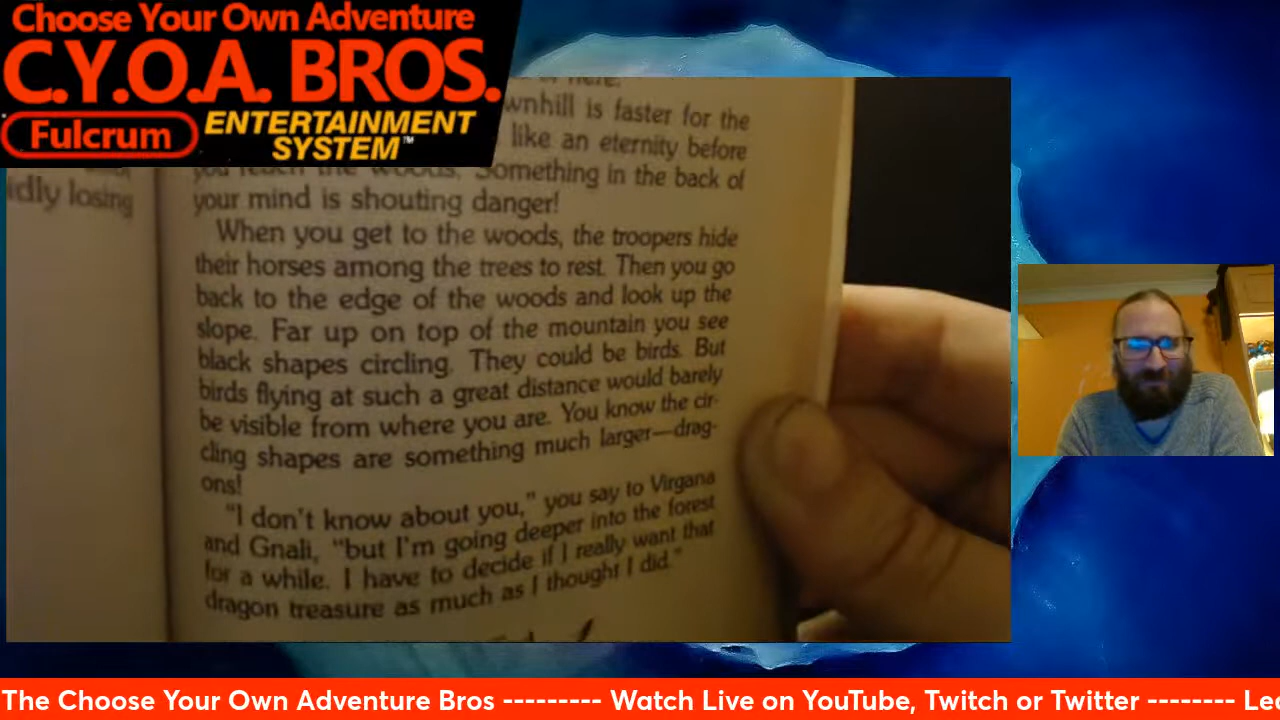 Choose Your Own Adventure
C.Y.O.A. BROS.
Fulcrum
ENTERTAINMENT
SYSTEM™
idly losing
here.
wnhill is faster for the
like an eternity before
you reach the woods. Something in the back of
your mind is shouting danger!
When you get to the woods, the troopers hide
their horses among the trees to rest. Then you go
back to the edge of the woods and look up the
slope. Far up on top of the mountain you see
black shapes circling. They could be birds. But
birds flying at such a great distance would barely
be visible from where you are. You know the cir-
cling shapes are something much larger—drag-
ons!
"I don't know about you," you say to Virgana
and Gnali, "but I'm going deeper into the forest
for a while. I have to decide if I really want that
dragon treasure as much as I thought I did."
The Choose Your Own Adventure Bros --------- Watch Live on YouTube, Twitch or Twitter -------- Le